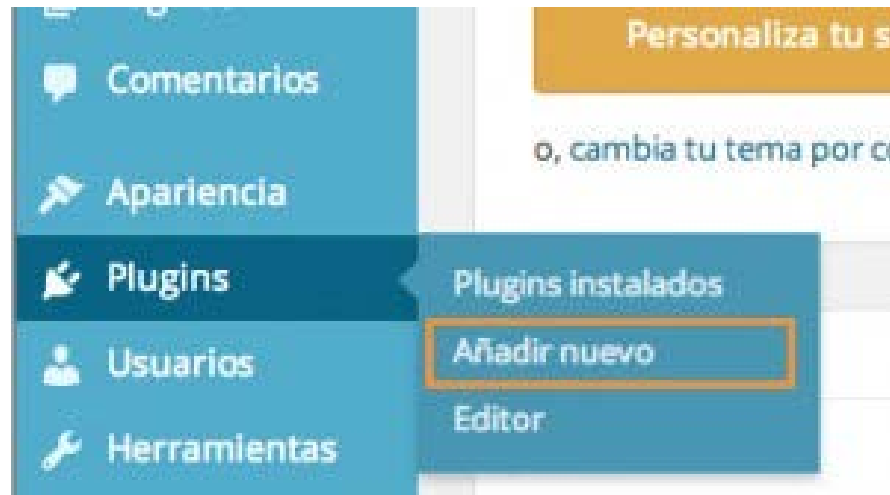 Comentarios
Apariencia
Plugins
Usuarios
Herramientas
Plugins instalados
Añadir nuevo
Editor
Personaliza tu s
o, cambia tu tema por c